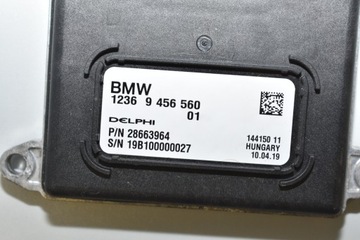 BMW
1236 9 456 560
01
DELPHI
P/N 28663964
S/N 19B100000027
144150 11
HUNGARY
10.04.19